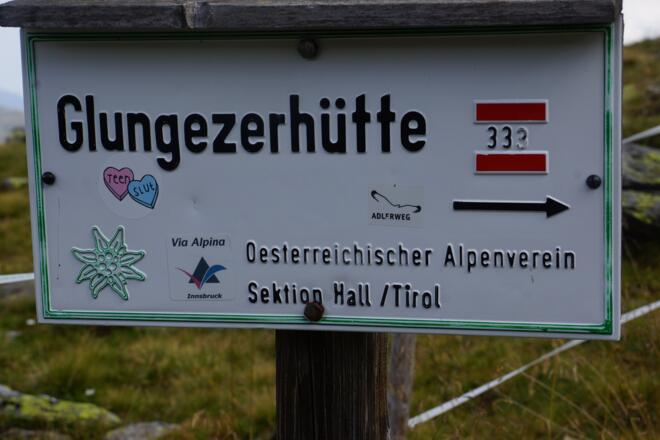 Glungezerhütte
333
Teen
Slut
ADLERWEG
Via Alpina
Innsbruck
Oesterreichischer Alpenverein
Sektion Hall /Tirol